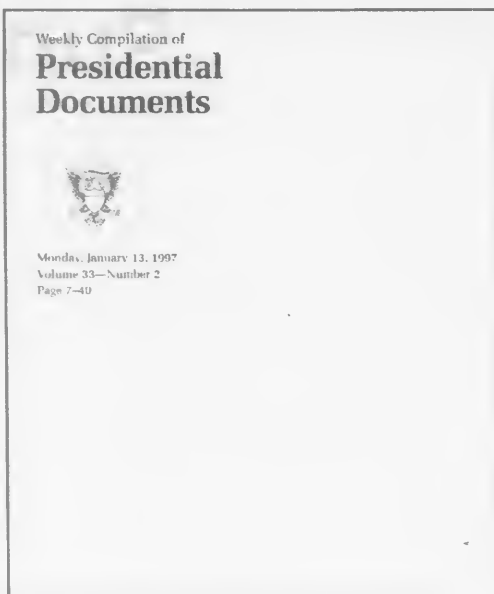 Weekly Compilation of
Presidential
Documents
Monday, January 13, 1997
Volume 33—Number 2
Page 7–40